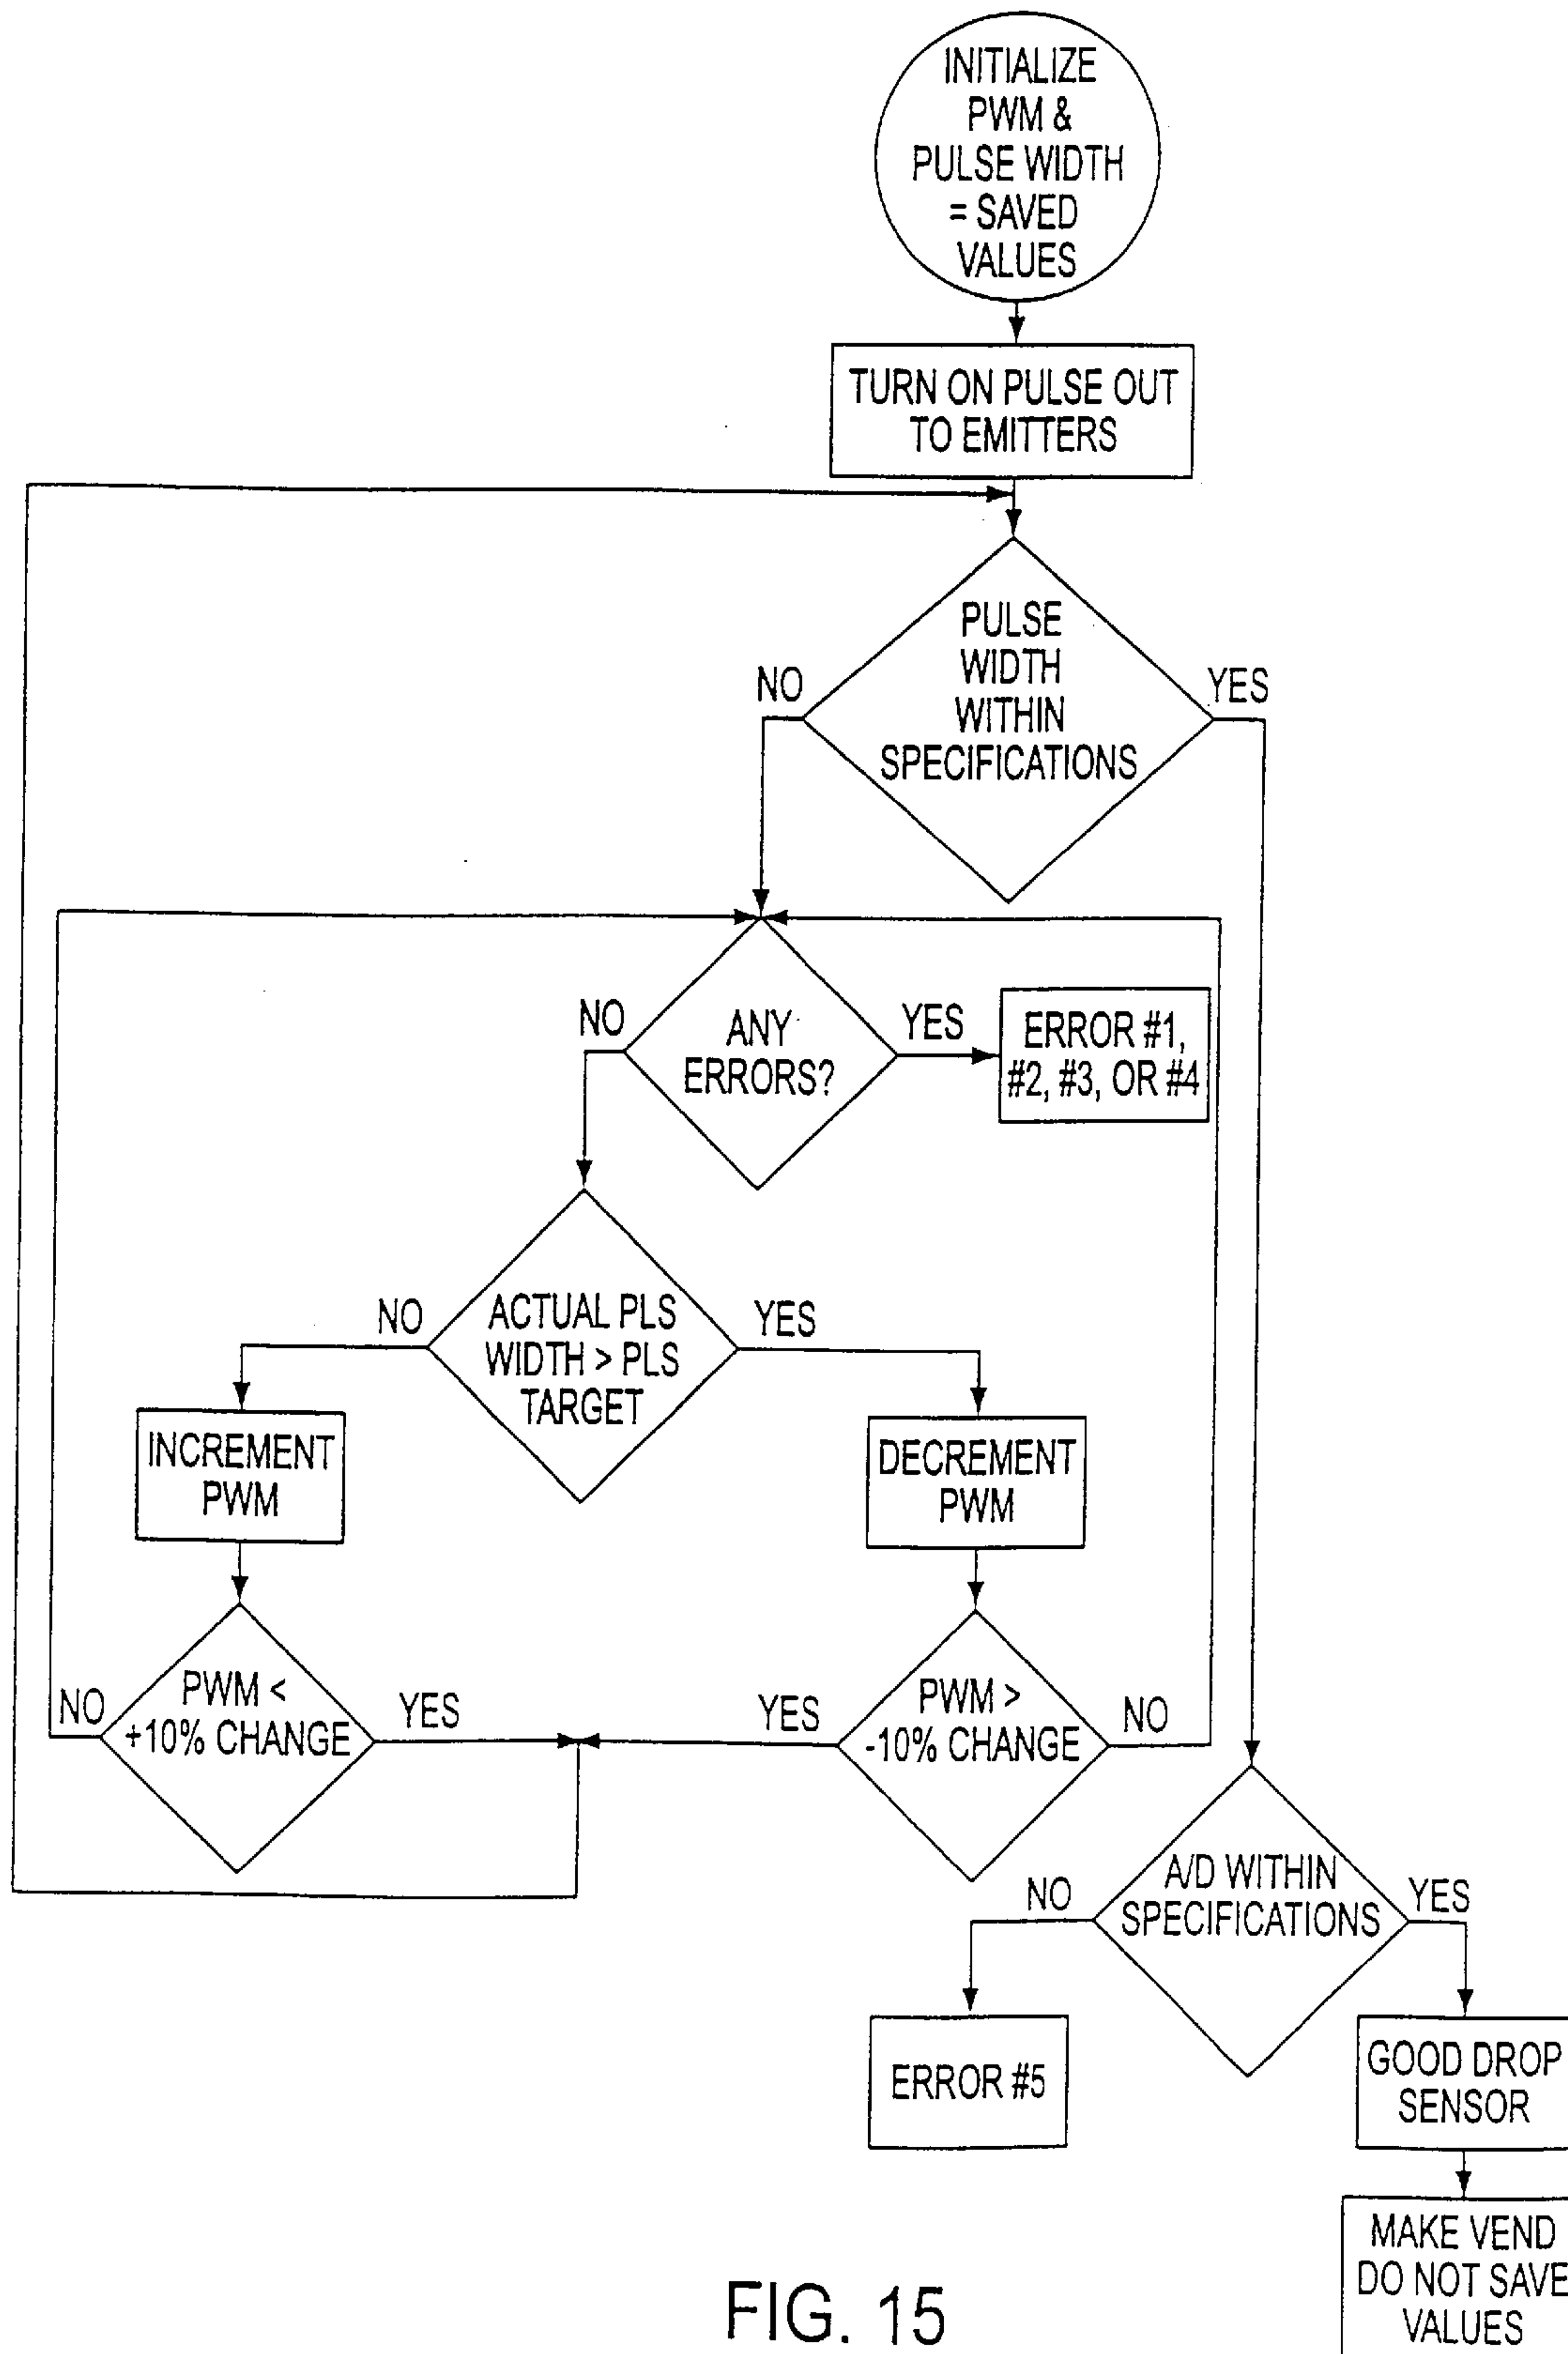 INITIALIZE
PWM &
PULSE WIDTH
= SAVED
VALUES
TURN ON PULSE OUT
TO EMITTERS
PULSE
WIDTH
WITHIN
SPECIFICATIONS
NO
YES
ANY
ERRORS?
NO
YES
ERROR #1,
#2, #3, OR #4
ACTUAL PLS
WIDTH > PLS
TARGET
NO
YES
INCREMENT
PWM
DECREMENT
PWM
PWM <
+10% CHANGE
NO
YES
PWM >
-10% CHANGE
YES
NO
A/D WITHIN
SPECIFICATIONS
NO
YES
ERROR #5
GOOD DROP
SENSOR
MAKE VEND
DO NOT SAVE
VALUES
FIG. 15